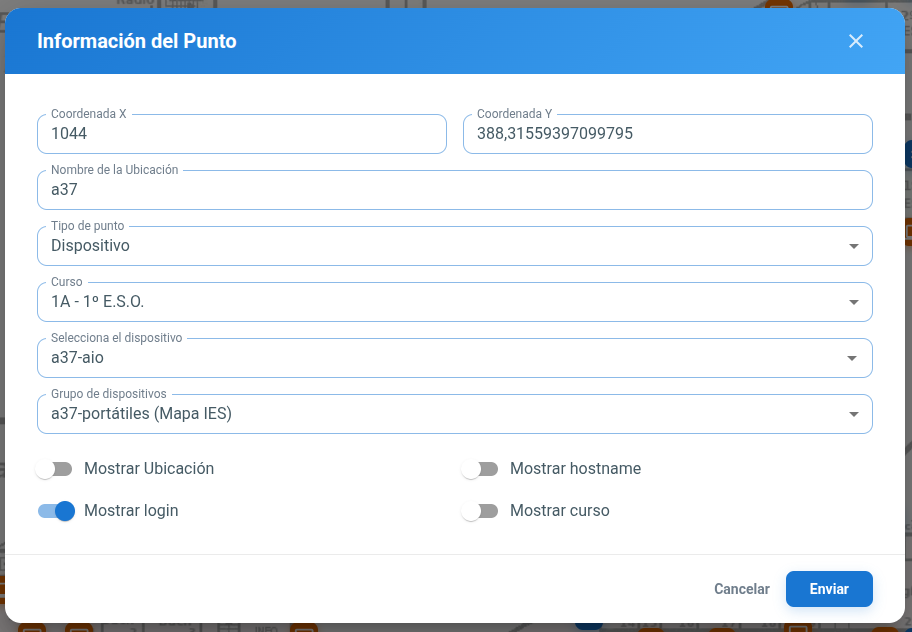 Información del Punto
Coordenada X
1044
Coordenada Y
388,31559397099795
Nombre de la Ubicación
a37
Tipo de punto
Dispositivo
Curso
1A - 1º E.S.O.
Selecciona el dispositivo
a37-aio
Grupo de dispositivos
a37-portátiles (Mapa IES)
Mostrar Ubicación
Mostrar hostname
Mostrar login
Mostrar curso
Cancelar
Enviar